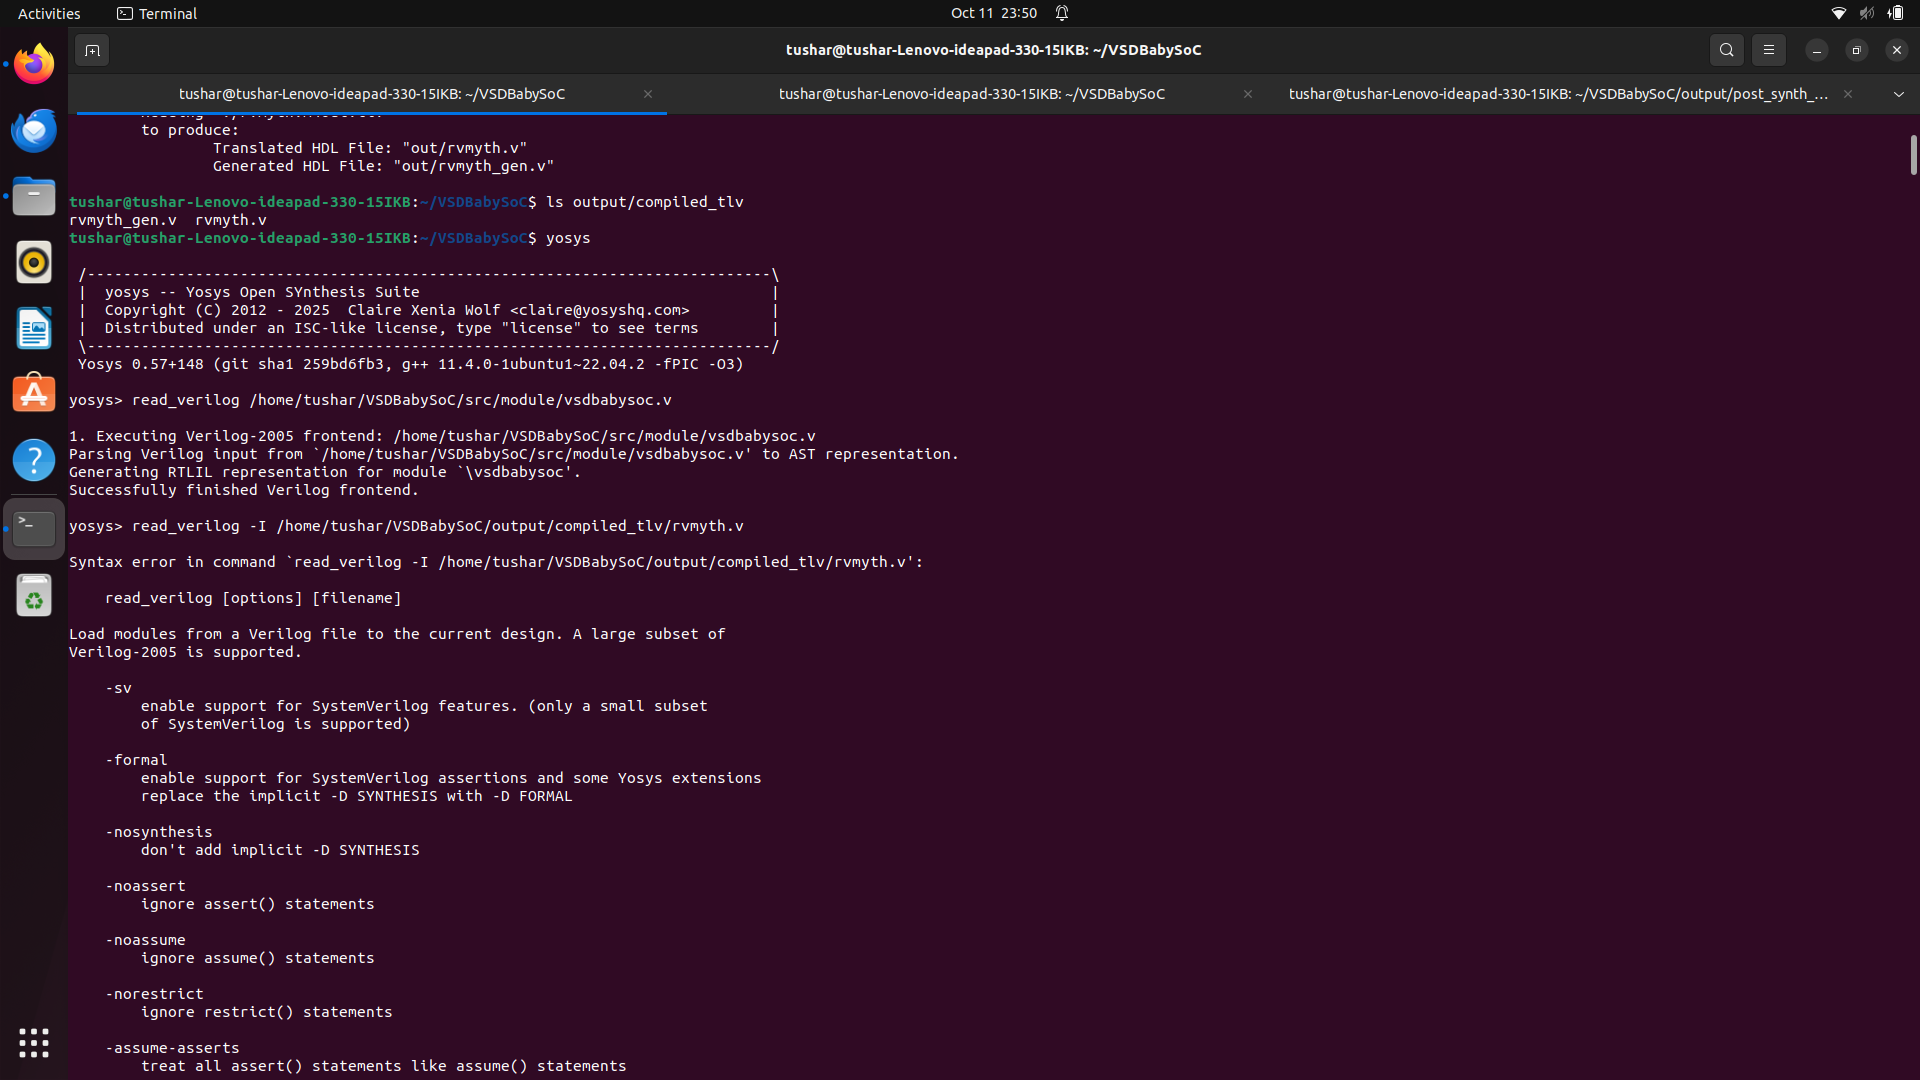 Activities
Terminal
Oct 11 23:50
tushar@tushar-Lenovo-ideapad-330-15IKB: ~/VSDBabySoC
tushar@tushar-Lenovo-ideapad-330-15IKB: ~/VSDBabySoC
tushar@tushar-Lenovo-ideapad-330-15IKB: ~/VSDBabySoC
tushar@tushar-Lenovo-ideapad-330-15IKB: ~/VSDBabySoC/output/post_synth_...
to produce:
Translated HDL File: "out/rvmyth.v"
Generated HDL File: "out/rvmyth_gen.v"
tushar@tushar-Lenovo-ideapad-330-15IKB:~/VSDBabySoC$ ls output/compiled_tlv
rvmyth_gen.v  rvmyth.v
tushar@tushar-Lenovo-ideapad-330-15IKB:~/VSDBabySoC$ yosys
/----------------------------------------------------------------------------\
|  yosys -- Yosys Open SYnthesis Suite                                       |
|  Copyright (C) 2012 - 2025  Claire Xenia Wolf <claire@yosyshq.com>         |
|  Distributed under an ISC-like license, type "license" to see terms        |
\----------------------------------------------------------------------------/
Yosys 0.57+148 (git sha1 259bd6fb3, g++ 11.4.0-1ubuntu1~22.04.2 -fPIC -O3)
yosys> read_verilog /home/tushar/VSDBabySoC/src/module/vsdbabysoc.v
1. Executing Verilog-2005 frontend: /home/tushar/VSDBabySoC/src/module/vsdbabysoc.v
Parsing Verilog input from `/home/tushar/VSDBabySoC/src/module/vsdbabysoc.v' to AST representation.
Generating RTLIL representation for module `\vsdbabysoc'.
Successfully finished Verilog frontend.
yosys> read_verilog -I /home/tushar/VSDBabySoC/output/compiled_tlv/rvmyth.v
Syntax error in command `read_verilog -I /home/tushar/VSDBabySoC/output/compiled_tlv/rvmyth.v':
read_verilog [options] [filename]
Load modules from a Verilog file to the current design. A large subset of
Verilog-2005 is supported.
-sv
enable support for SystemVerilog features. (only a small subset
of SystemVerilog is supported)
-formal
enable support for SystemVerilog assertions and some Yosys extensions
replace the implicit -D SYNTHESIS with -D FORMAL
-nosynthesis
don't add implicit -D SYNTHESIS
-noassert
ignore assert() statements
-noassume
ignore assume() statements
-norestrict
ignore restrict() statements
-assume-asserts
treat all assert() statements like assume() statements